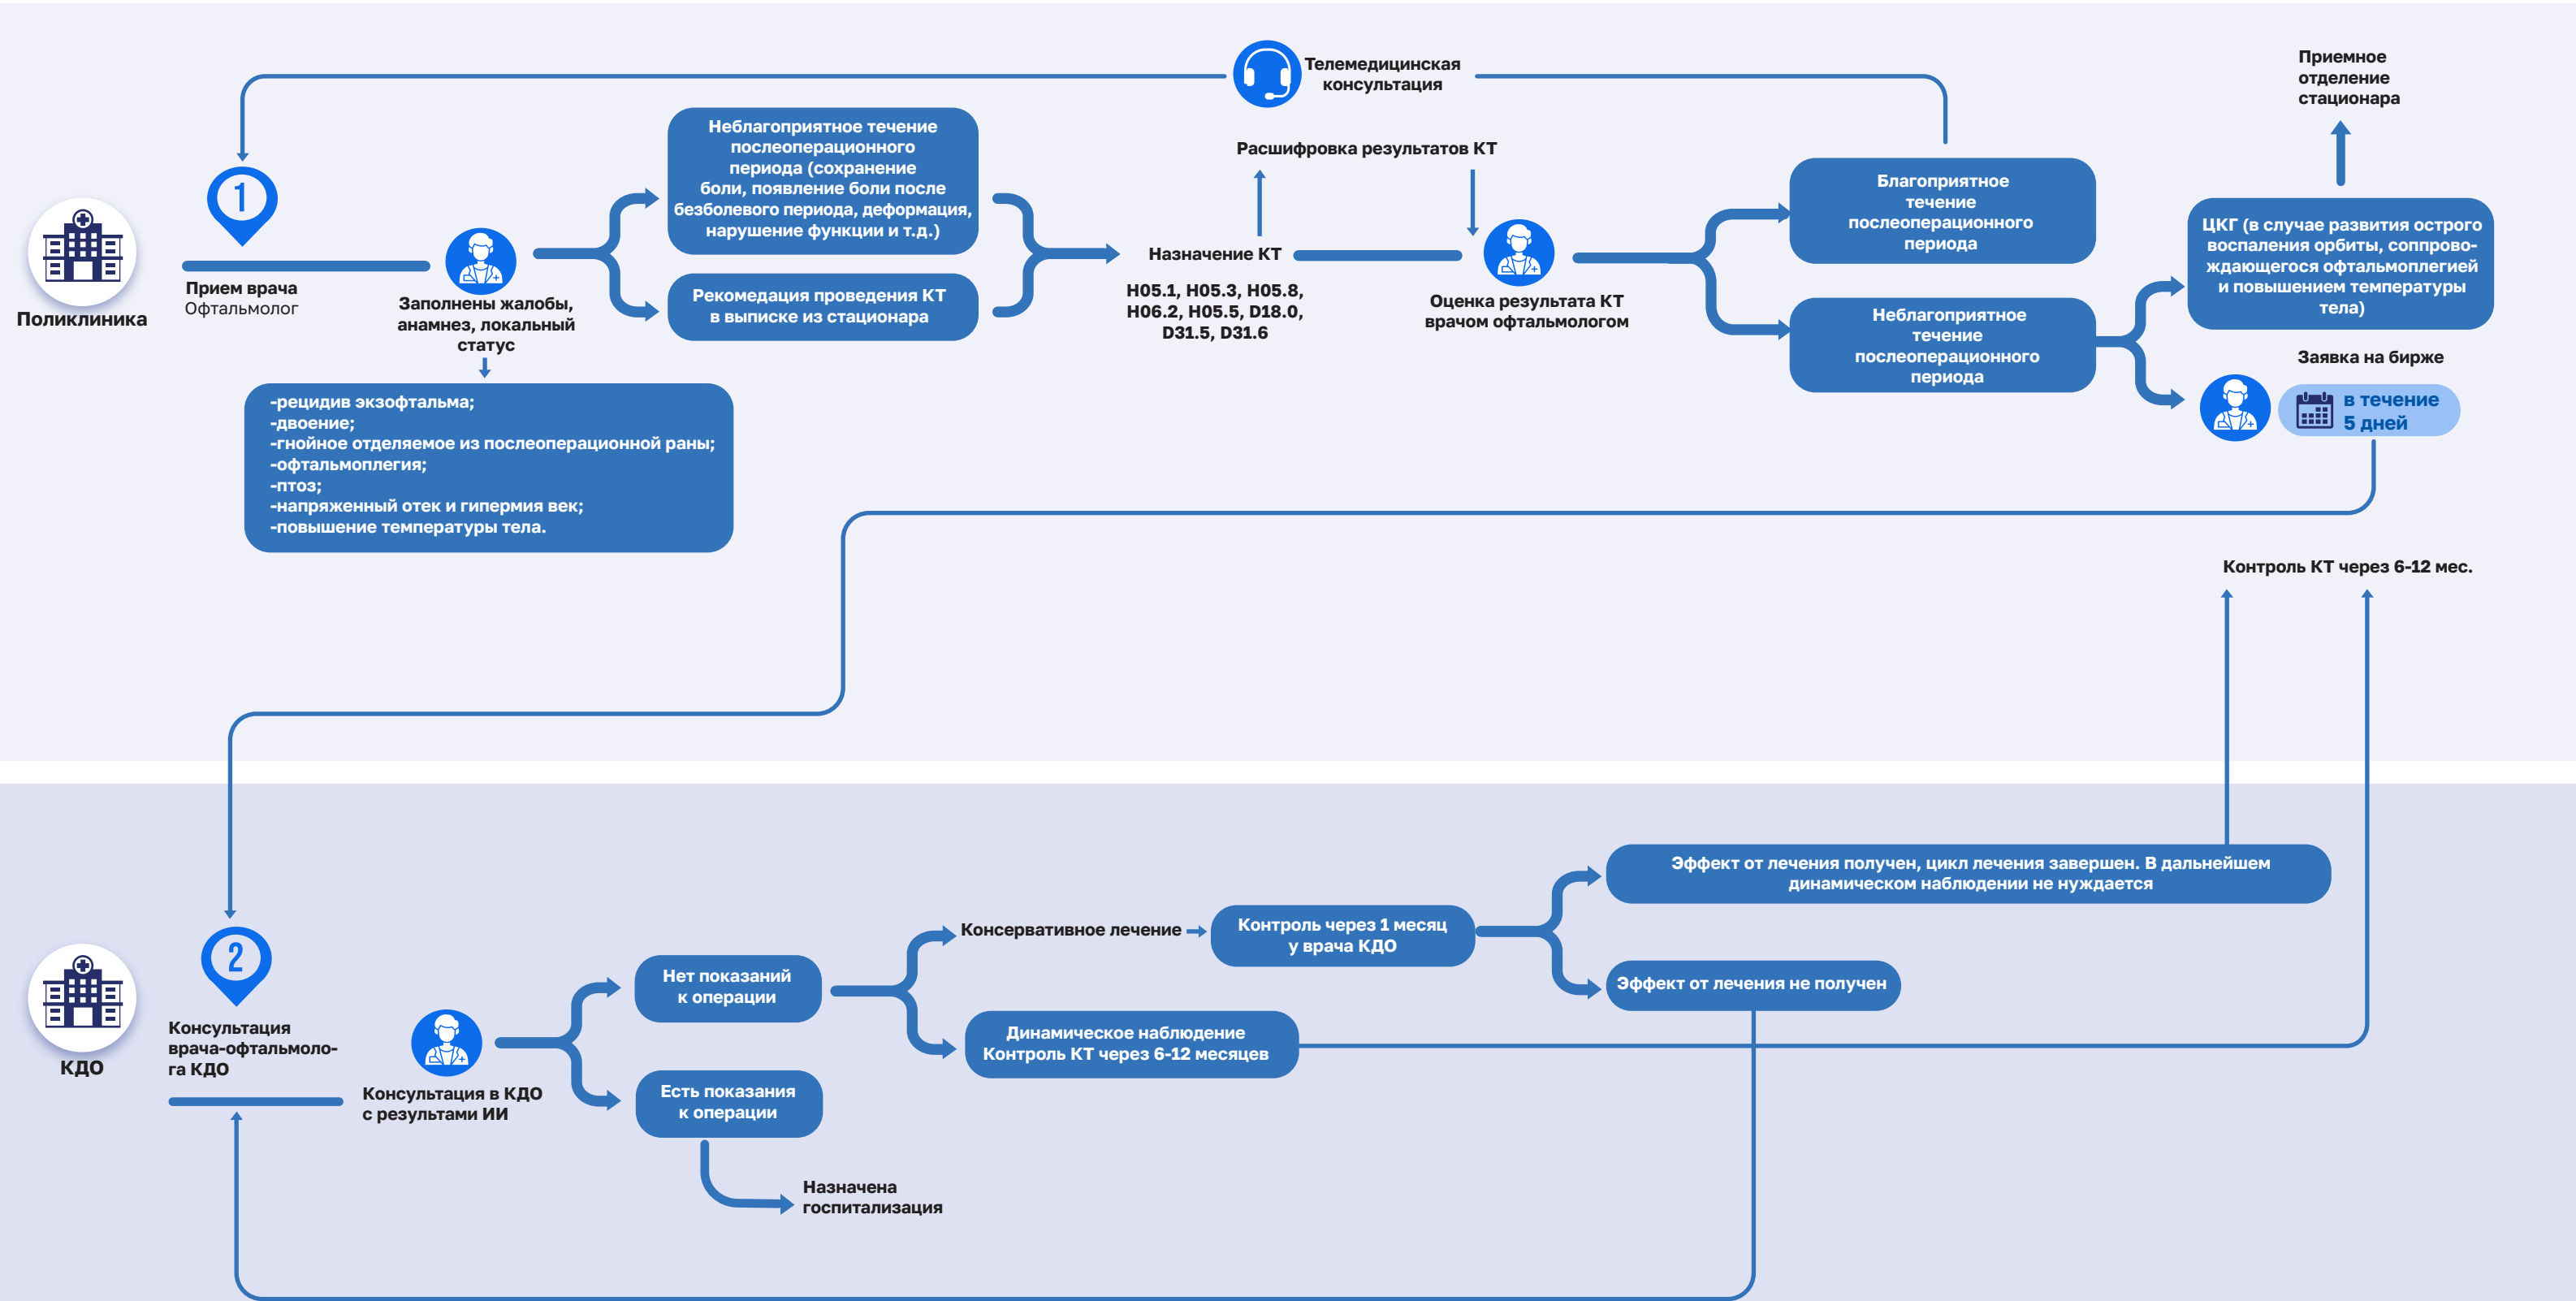 Телемедицинская
консультация
Приемное
отделение
стационара
Неблагоприятное течение
послеоперационного
периода (сохранение
боли, появление боли после
безболевого периода, деформация,
нарушение функции и т.д.)
Расшифровка результатов КТ
1
Благоприятное
течение
послеоперационного
периода
ЦКГ (в случае развития острого
воспаления орбиты, соппрово-
ждающегося офтальмоплегией
и повышением температуры
тела)
Поликлиника
Прием врача
Офтальмолог
Заполнены жалобы,
анамнез, локальный
статус
Рекомедация проведения КТ
в выписке из стационара
Назначение КТ
H05.1, H05.3, H05.8,
H06.2, H05.5, D18.0,
D31.5, D31.6
Оценка результата КТ
врачом офтальмологом
Неблагоприятное
течение
послеоперационного
периода
Заявка на бирже
в течение
5 дней
-рецидив экзофтальма;
-двоение;
-гнойное отделяемое из послеоперационной раны;
-офтальмоплегия;
-птоз;
-напряженный отек и гипермия век;
-повышение температуры тела.
Контроль КТ через 6-12 мес.
2
КДО
Консультация
врача-офтальмоло-
га КДО
Консультация в КДО
с результами ИИ
Нет показаний
к операции
Есть показания
к операции
Назначена
госпитализация
Консервативное лечение
Контроль через 1 месяц
у врача КДО
Динамическое наблюдение
Контроль КТ через 6-12 месяцев
Эффект от лечения получен, цикл лечения завершен. В дальнейшем
динамическом наблюдении не нуждается
Эффект от лечения не получен